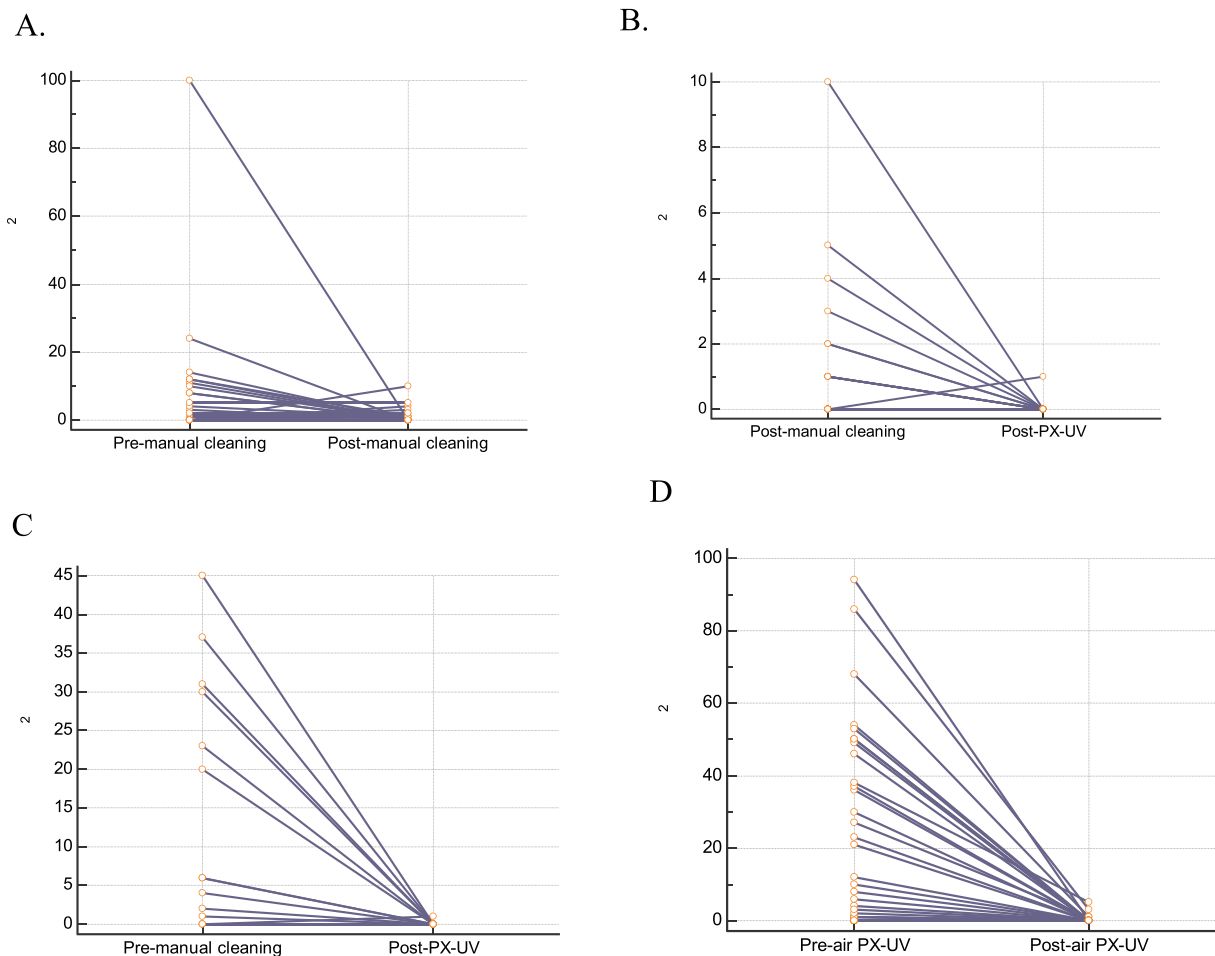 A.
100
80
60
40
20
0
2
Pre-manual cleaning
Post-manual cleaning
B.
10
8
6
4
2
0
2
Post-manual cleaning
Post-PX-UV
C
45
40
35
30
25
20
15
10
5
0
2
Pre-manual cleaning
Post-PX-UV
D
100
80
60
40
20
0
2
Pre-air PX-UV
Post-air PX-UV